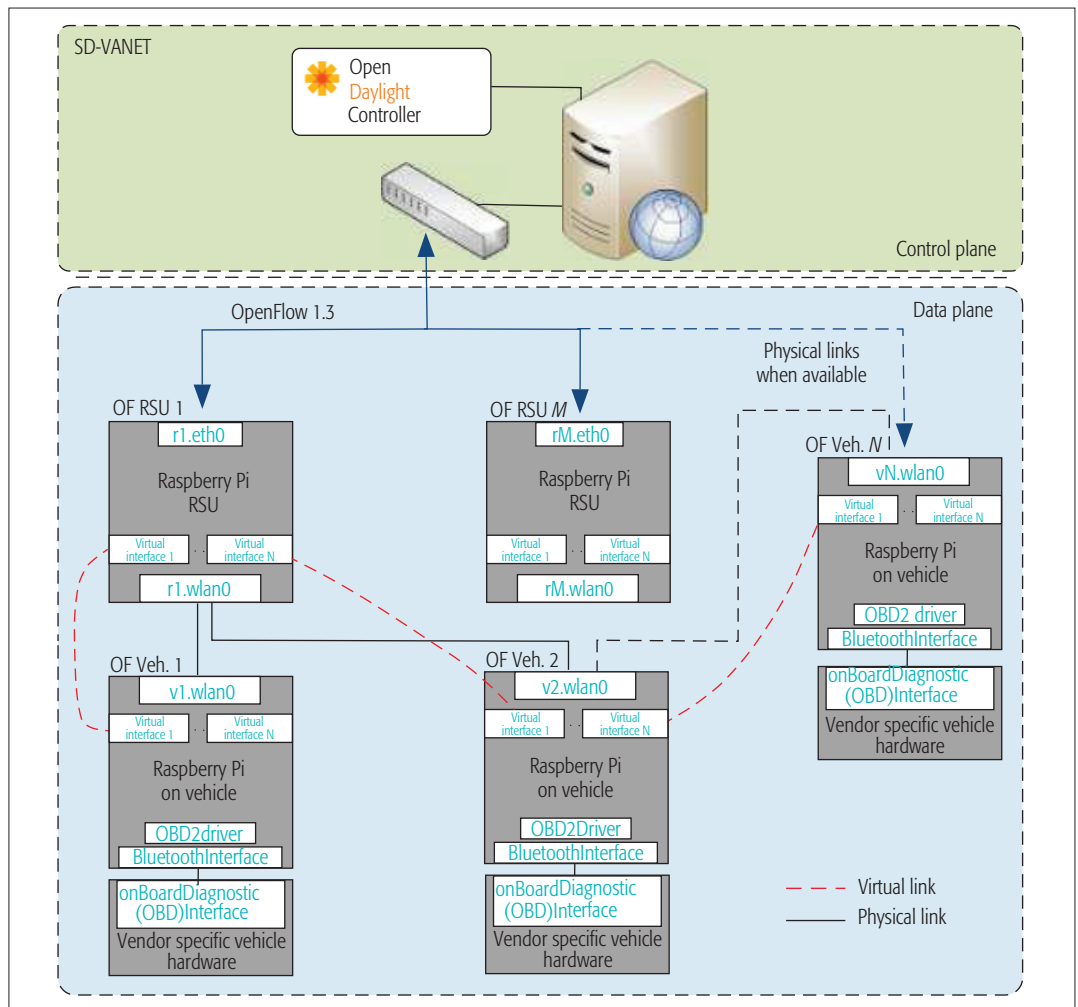 SD-VANET
Open
Daylight
Controller
Control plane
OpenFlow 1.3
Data plane
Physical links
when available
OF RSU 1
r1.eth0
Raspberry Pi
RSU
Virtual
interface 1
Virtual
interface N
r1.wlan0
OF RSU M
rM.eth0
Raspberry Pi
RSU
Virtual
interface 1
Virtual
interface N
rM.wlan0
OF Veh. N
vN.wlan0
Virtual
interface 1
Virtual
interface N
Raspberry Pi
on vehicle
OBD2 driver
BluetoothInterface
onBoardDiagnostic
(OBD)Interface
Vendor specific vehicle
hardware
OF Veh. 1
v1.wlan0
Virtual
interface 1
Virtual
interface N
Raspberry Pi
on vehicle
OBD2driver
BluetoothInterface
onBoardDiagnostic
(OBD)Interface
Vendor specific vehicle
hardware
OF Veh. 2
v2.wlan0
Virtual
interface 1
Virtual
interface N
Raspberry Pi
on vehicle
OBD2Driver
BluetoothInterface
onBoardDiagnostic
(OBD)Interface
Vendor specific vehicle
hardware
Virtual link
Physical link